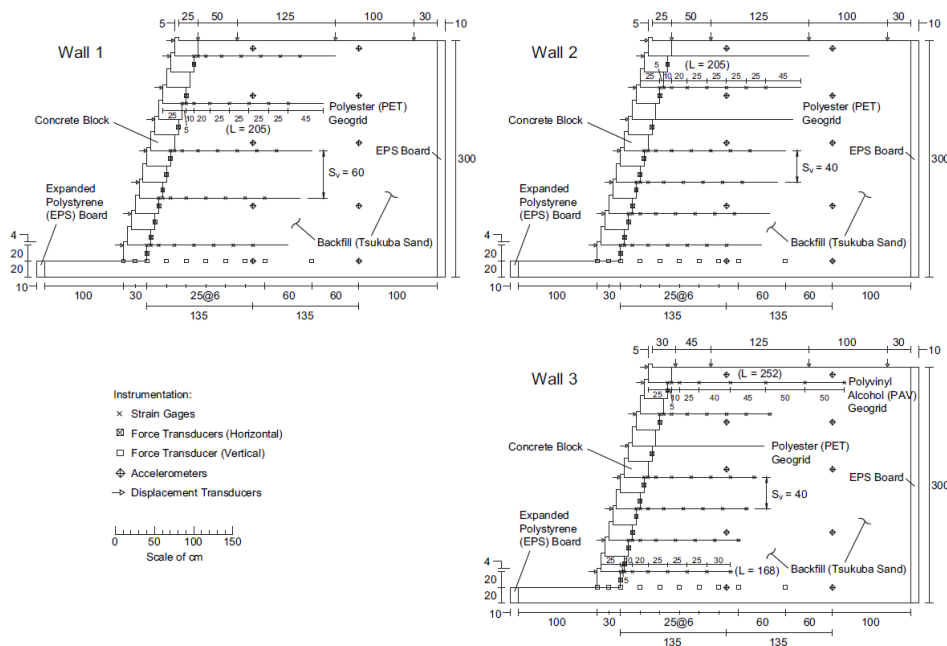 5 25 50 125 100 30 10
Wall 1
Concrete Block
25 10 20 25 25 25 25 45
5
(L = 205)
Polyester (PET)
Geogrid
EPS Board
300
Sv = 60
Expanded
Polystyrene
(EPS) Board
Backfill (Tsukuba Sand)
4
20
20
10 100 30 25@6 60 60 100
135 135
5 25 50 125 100 30 10
Wall 2
(L = 205)
5
25 10 20 25 25 25 25 45
Polyester (PET)
Geogrid
Concrete Block
EPS Board
300
Sv = 40
Expanded
Polystyrene
(EPS) Board
Backfill (Tsukuba Sand)
4
20
20
10 100 30 25@6 60 60 100
135 135
Instrumentation:
Strain Gages
Force Transducers (Horizontal)
Force Transducer (Vertical)
Accelerometers
Displacement Transducers
0 50 100 150
Scale of cm
5 30 45 125 100 30 10
Wall 3
(L = 252)
25 10 25 40 45 50 50
5
Polyvinyl
Alcohol (PAV)
Geogrid
Polyester (PET)
Geogrid
Concrete Block
EPS Board
300
Sv = 40
Expanded
Polystyrene
(EPS) Board
25 10 20 25 25 25 30
5
(L = 168)
Backfill (Tsukuba Sand)
4
20
20
10 100 30 25@6 60 60 100
135 135